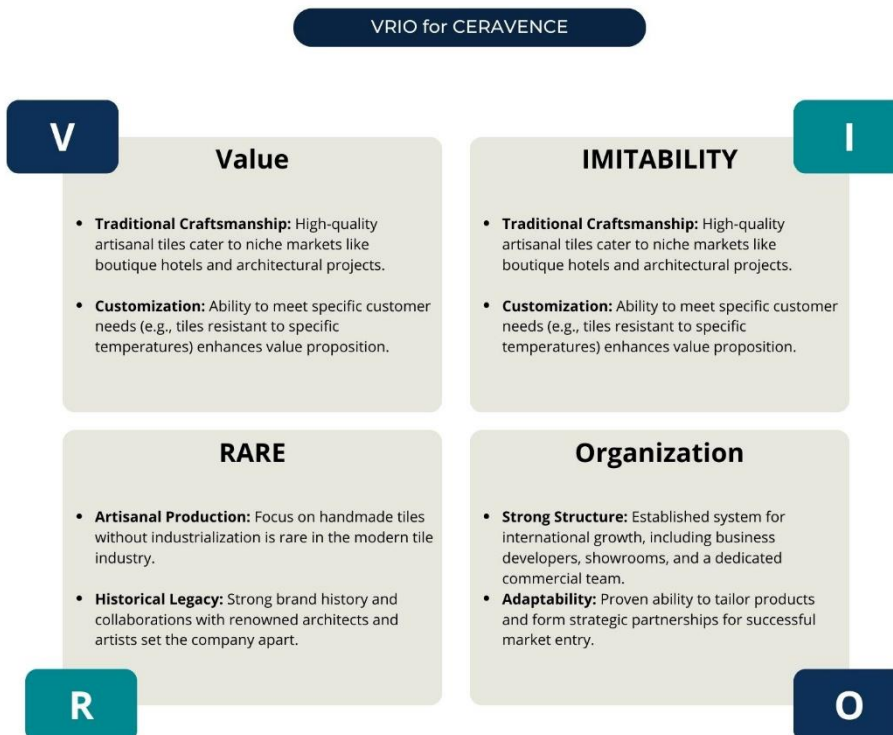 VRIO for CERAVENCE
V
Value
• Traditional Craftsmanship: High-quality
artisanal tiles cater to niche markets like
boutique hotels and architectural projects.
• Customization: Ability to meet specific customer
needs (e.g., tiles resistant to specific
temperatures) enhances value proposition.
I
IMITABILITY
• Traditional Craftsmanship: High-quality
artisanal tiles cater to niche markets like
boutique hotels and architectural projects.
• Customization: Ability to meet specific customer
needs (e.g., tiles resistant to specific
temperatures) enhances value proposition.
RARE
• Artisanal Production: Focus on handmade tiles
without industrialization is rare in the modern tile
industry.
• Historical Legacy: Strong brand history and
collaborations with renowned architects and
artists set the company apart.
R
Organization
• Strong Structure: Established system for
international growth, including business
developers, showrooms, and a dedicated
commercial team.
• Adaptability: Proven ability to tailor products
and form strategic partnerships for successful
market entry.
O